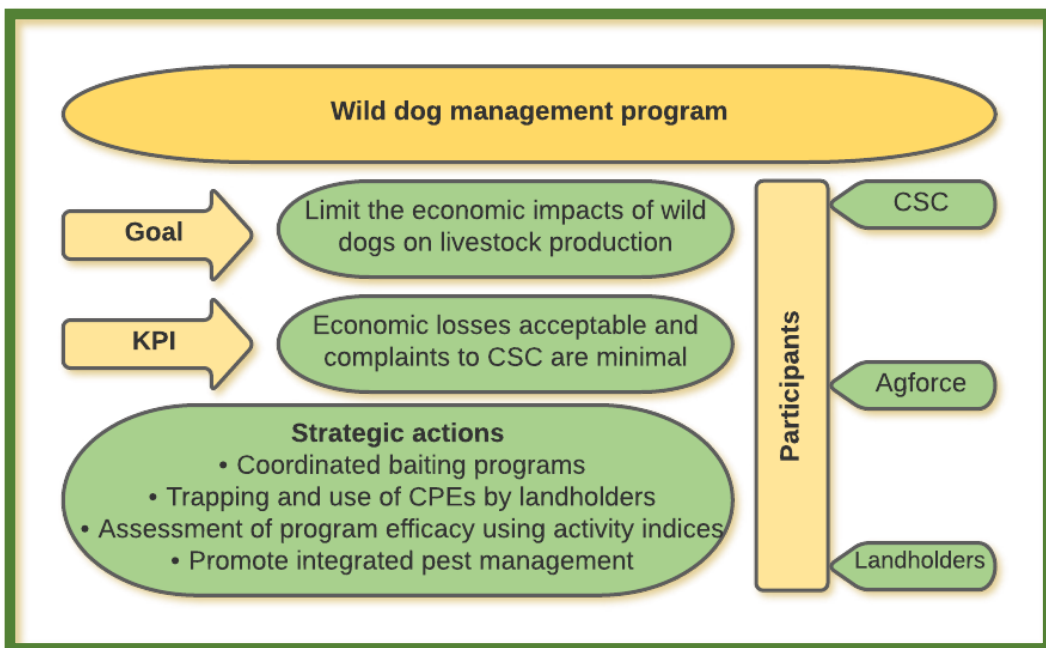 Wild dog management program
Goal
Limit the economic impacts of wild
dogs on livestock production
KPI
Economic losses acceptable and
complaints to CSC are minimal
Strategic actions
• Coordinated baiting programs
• Trapping and use of CPEs by landholders
• Assessment of program efficacy using activity indices
• Promote integrated pest management
Participants
CSC
Agforce
Landholders